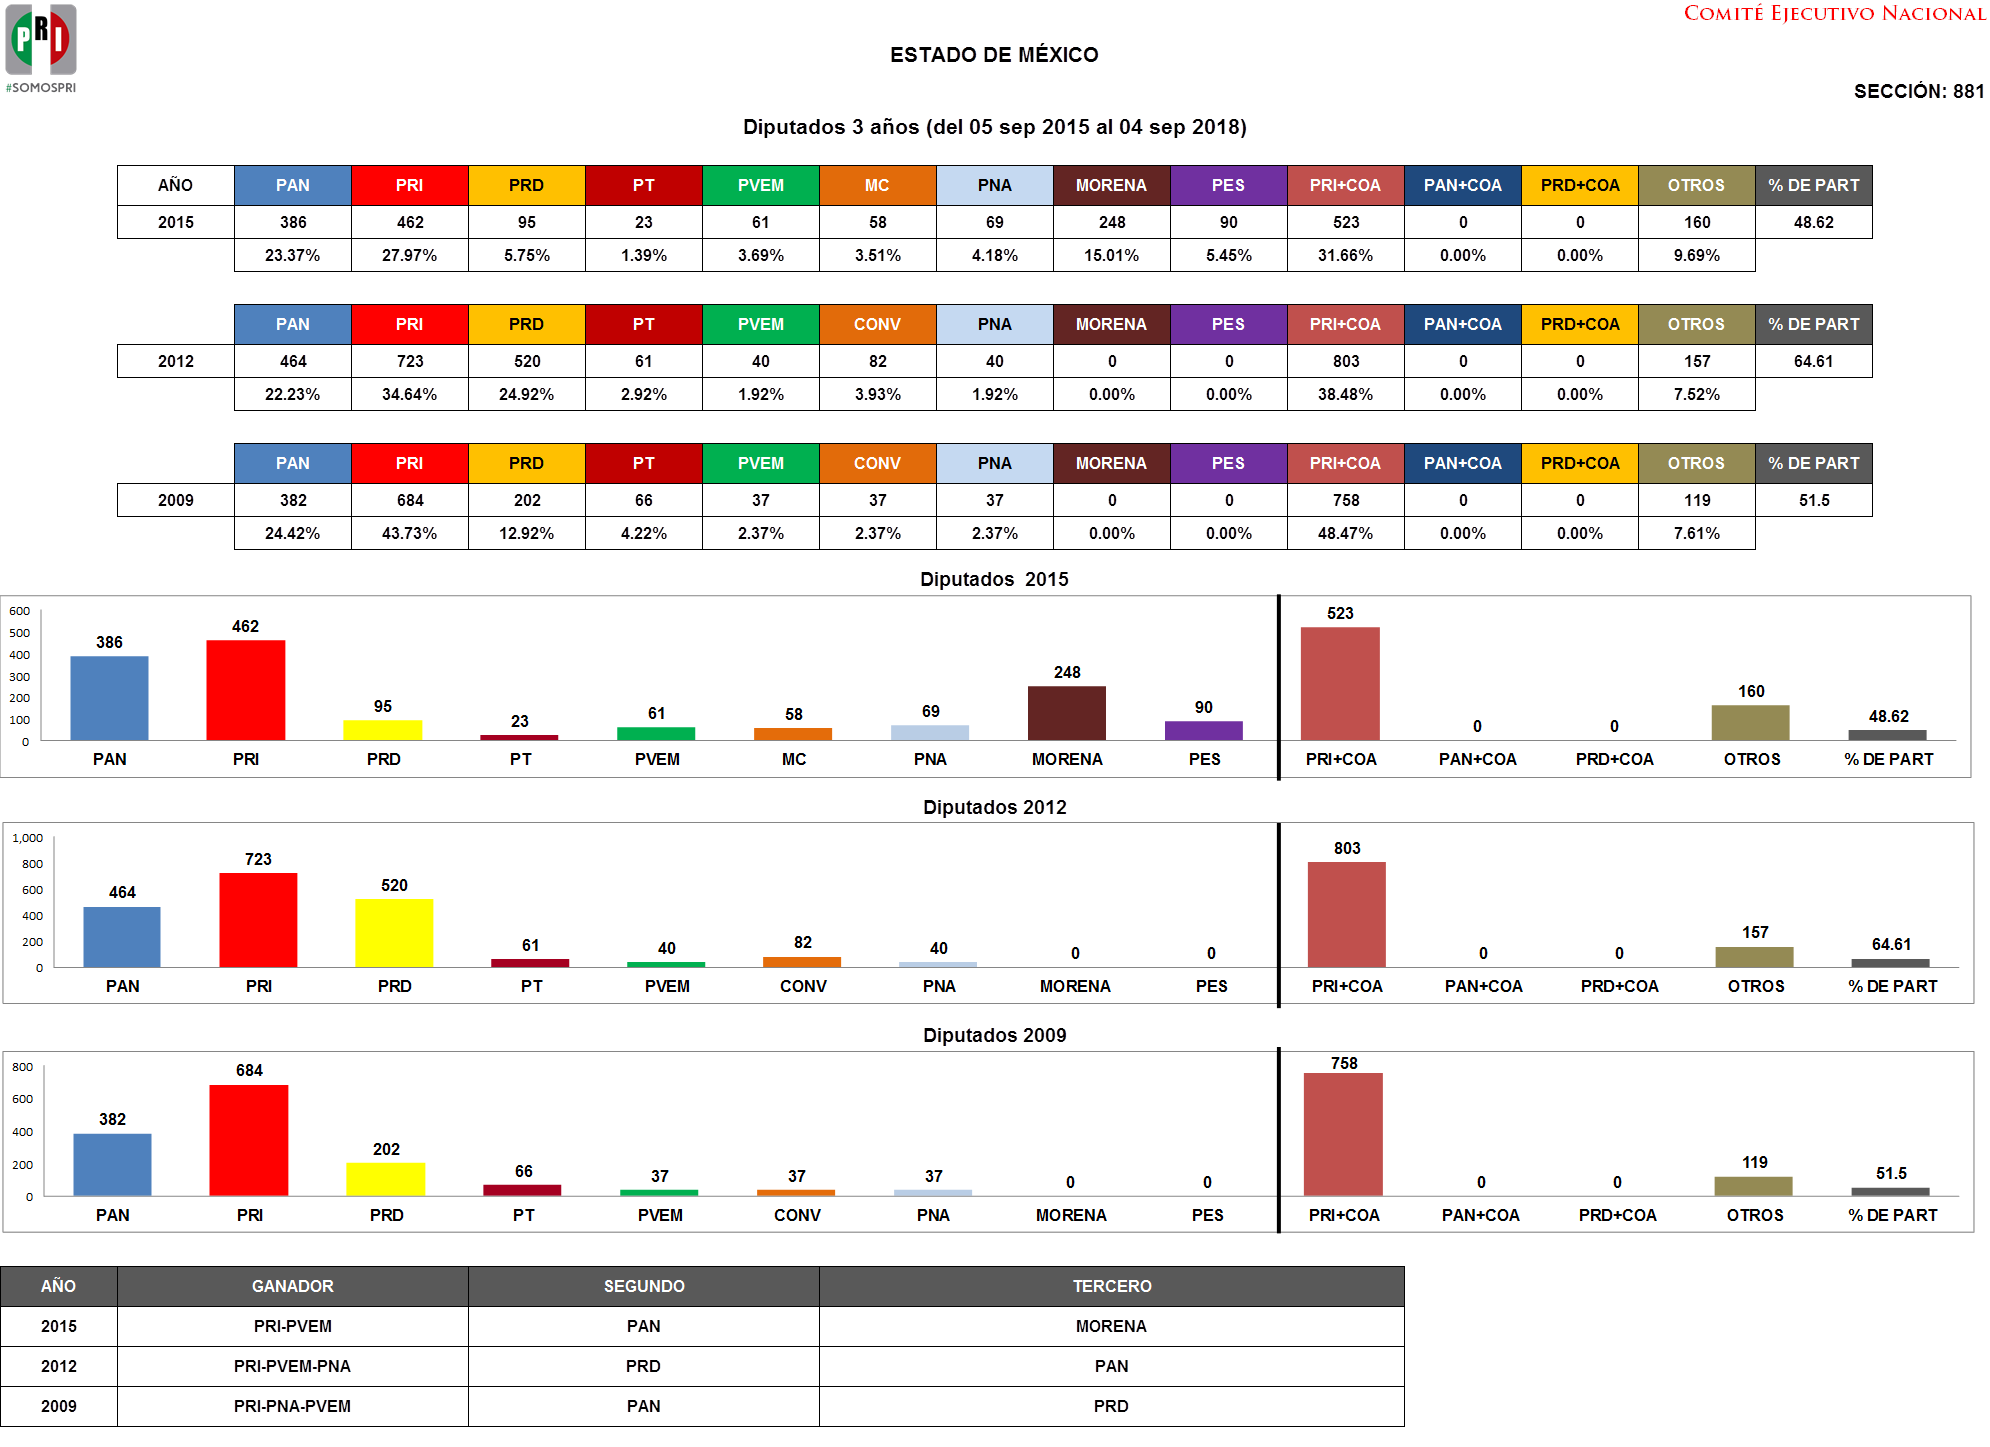 PRI
#SOMOSPRI
COMITÉ EJECUTIVO NACIONAL
ESTADO DE MÉXICO
SECCIÓN: 881
Diputados 3 años (del 05 sep 2015 al 04 sep 2018)
AÑO PAN PRI PRD PT PVEM MC PNA MORENA PES PRI+COA PAN+COA PRD+COA OTROS % DE PART
2015 386 462 95 23 61 58 69 248 90 523 0 0 160 48.62
23.37% 27.97% 5.75% 1.39% 3.69% 3.51% 4.18% 15.01% 5.45% 31.66% 0.00% 0.00% 9.69%
PAN PRI PRD PT PVEM CONV PNA MORENA PES PRI+COA PAN+COA PRD+COA OTROS % DE PART
2012 464 723 520 61 40 82 40 0 0 803 0 0 157 64.61
22.23% 34.64% 24.92% 2.92% 1.92% 3.93% 1.92% 0.00% 0.00% 38.48% 0.00% 0.00% 7.52%
PAN PRI PRD PT PVEM CONV PNA MORENA PES PRI+COA PAN+COA PRD+COA OTROS % DE PART
2009 382 684 202 66 37 37 37 0 0 758 0 0 119 51.5
24.42% 43.73% 12.92% 4.22% 2.37% 2.37% 2.37% 0.00% 0.00% 48.47% 0.00% 0.00% 7.61%
Diputados 2015
600
500
400
300
200
100
0
386 462 95 23 61 58 69 248 90 523 0 0 160 48.62
PAN PRI PRD PT PVEM MC PNA MORENA PES PRI+COA PAN+COA PRD+COA OTROS % DE PART
Diputados 2012
1,000
800
600
400
200
0
464 723 520 61 40 82 40 0 0 803 0 0 157 64.61
PAN PRI PRD PT PVEM CONV PNA MORENA PES PRI+COA PAN+COA PRD+COA OTROS % DE PART
Diputados 2009
800
600
400
200
0
382 684 202 66 37 37 37 0 0 758 0 0 119 51.5
PAN PRI PRD PT PVEM CONV PNA MORENA PES PRI+COA PAN+COA PRD+COA OTROS % DE PART
AÑO GANADOR SEGUNDO TERCERO
2015 PRI-PVEM PAN MORENA
2012 PRI-PVEM-PNA PRD PAN
2009 PRI-PNA-PVEM PAN PRD